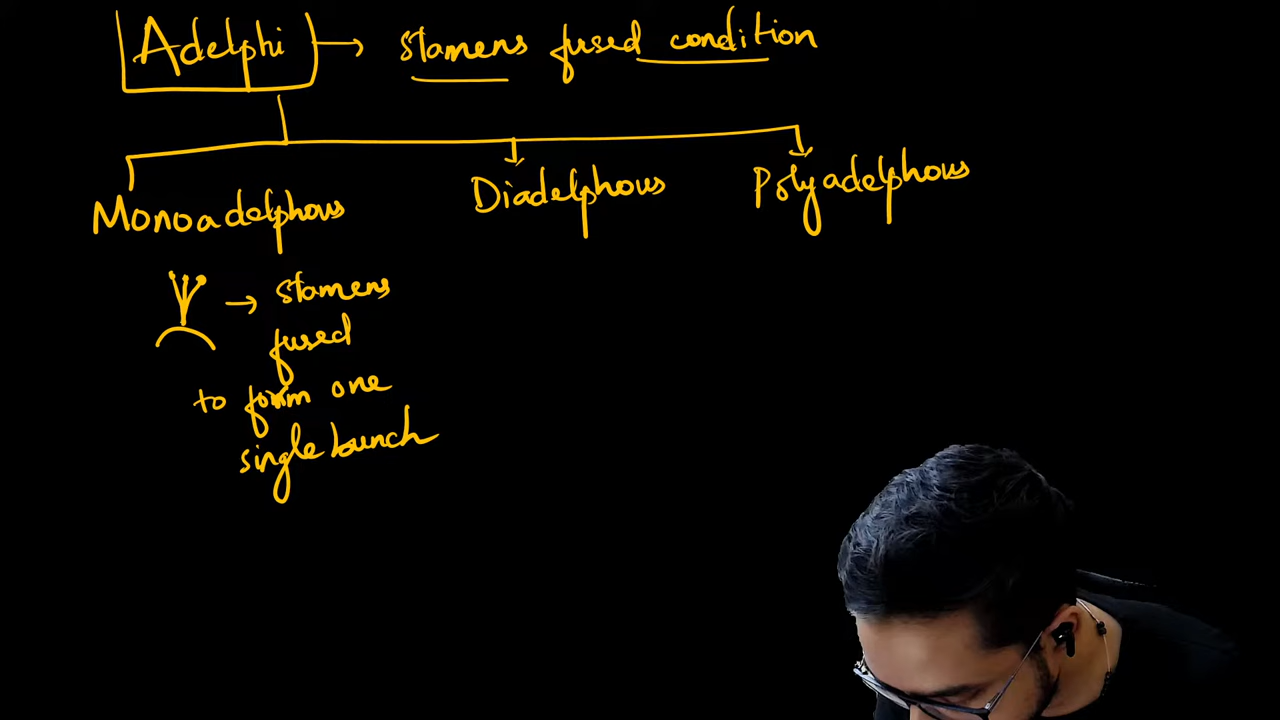 Adelphi → stamens fused condition
Monoadelphous
Diadelphous
Polyadelphous
→ stamens
fused
to form one
single bunch